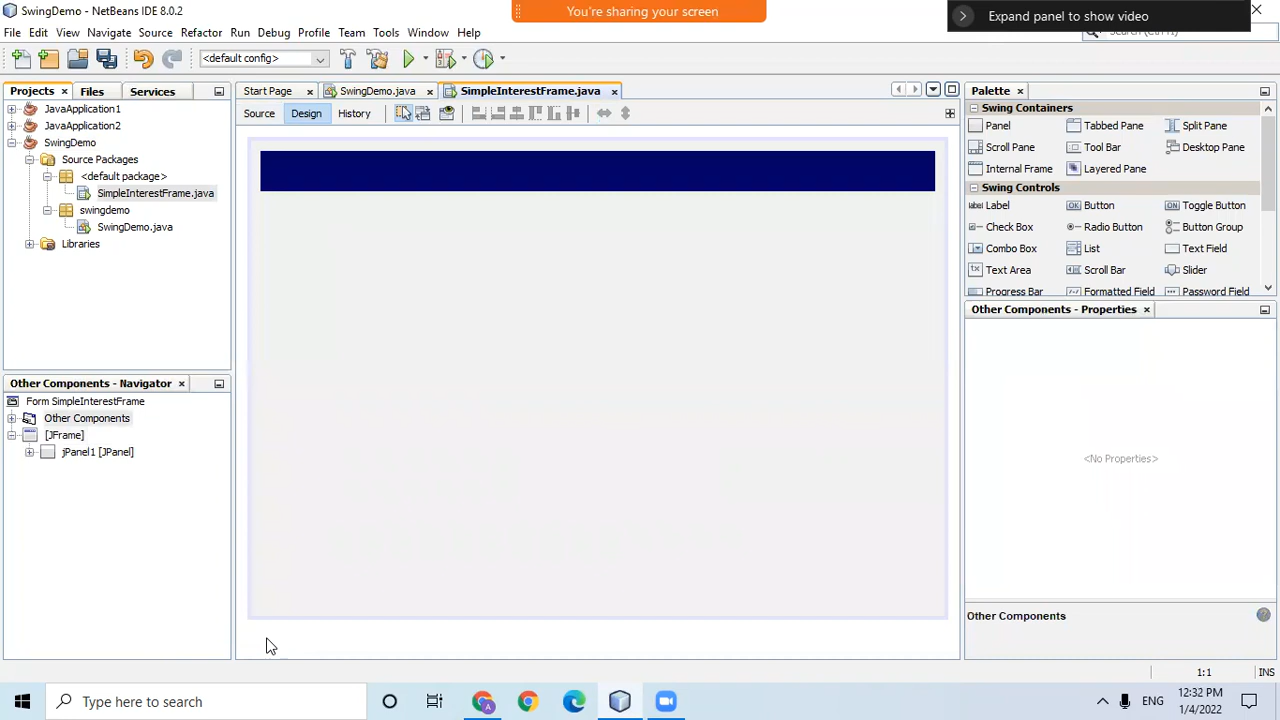 SwingDemo - NetBeans IDE 8.0.2
You're sharing your screen
Expand panel to show video
File Edit View Navigate Source Refactor Run Debug Profile Team Tools Window Help
<default config>
Projects Files Services
Start Page SwingDemo.java SimpleInterestFrame.java
Palette
Source Design History
JavaApplication1
JavaApplication2
SwingDemo
Source Packages
<default package>
SimpleInterestFrame.java
swingdemo
SwingDemo.java
Libraries
Swing Containers
Panel Tabbed Pane Split Pane
Scroll Pane Tool Bar Desktop Pane
Internal Frame Layered Pane
Swing Controls
Label Button Toggle Button
Check Box Radio Button Button Group
Combo Box List Text Field
Text Area Scroll Bar Slider
Progress Bar Formatted Field Password Field
Other Components - Properties
<No Properties>
Other Components
Other Components - Navigator
Form SimpleInterestFrame
Other Components
[JFrame]
jPanel1 [JPanel]
1:1 INS
Type here to search
ENG
12:32 PM
1/4/2022